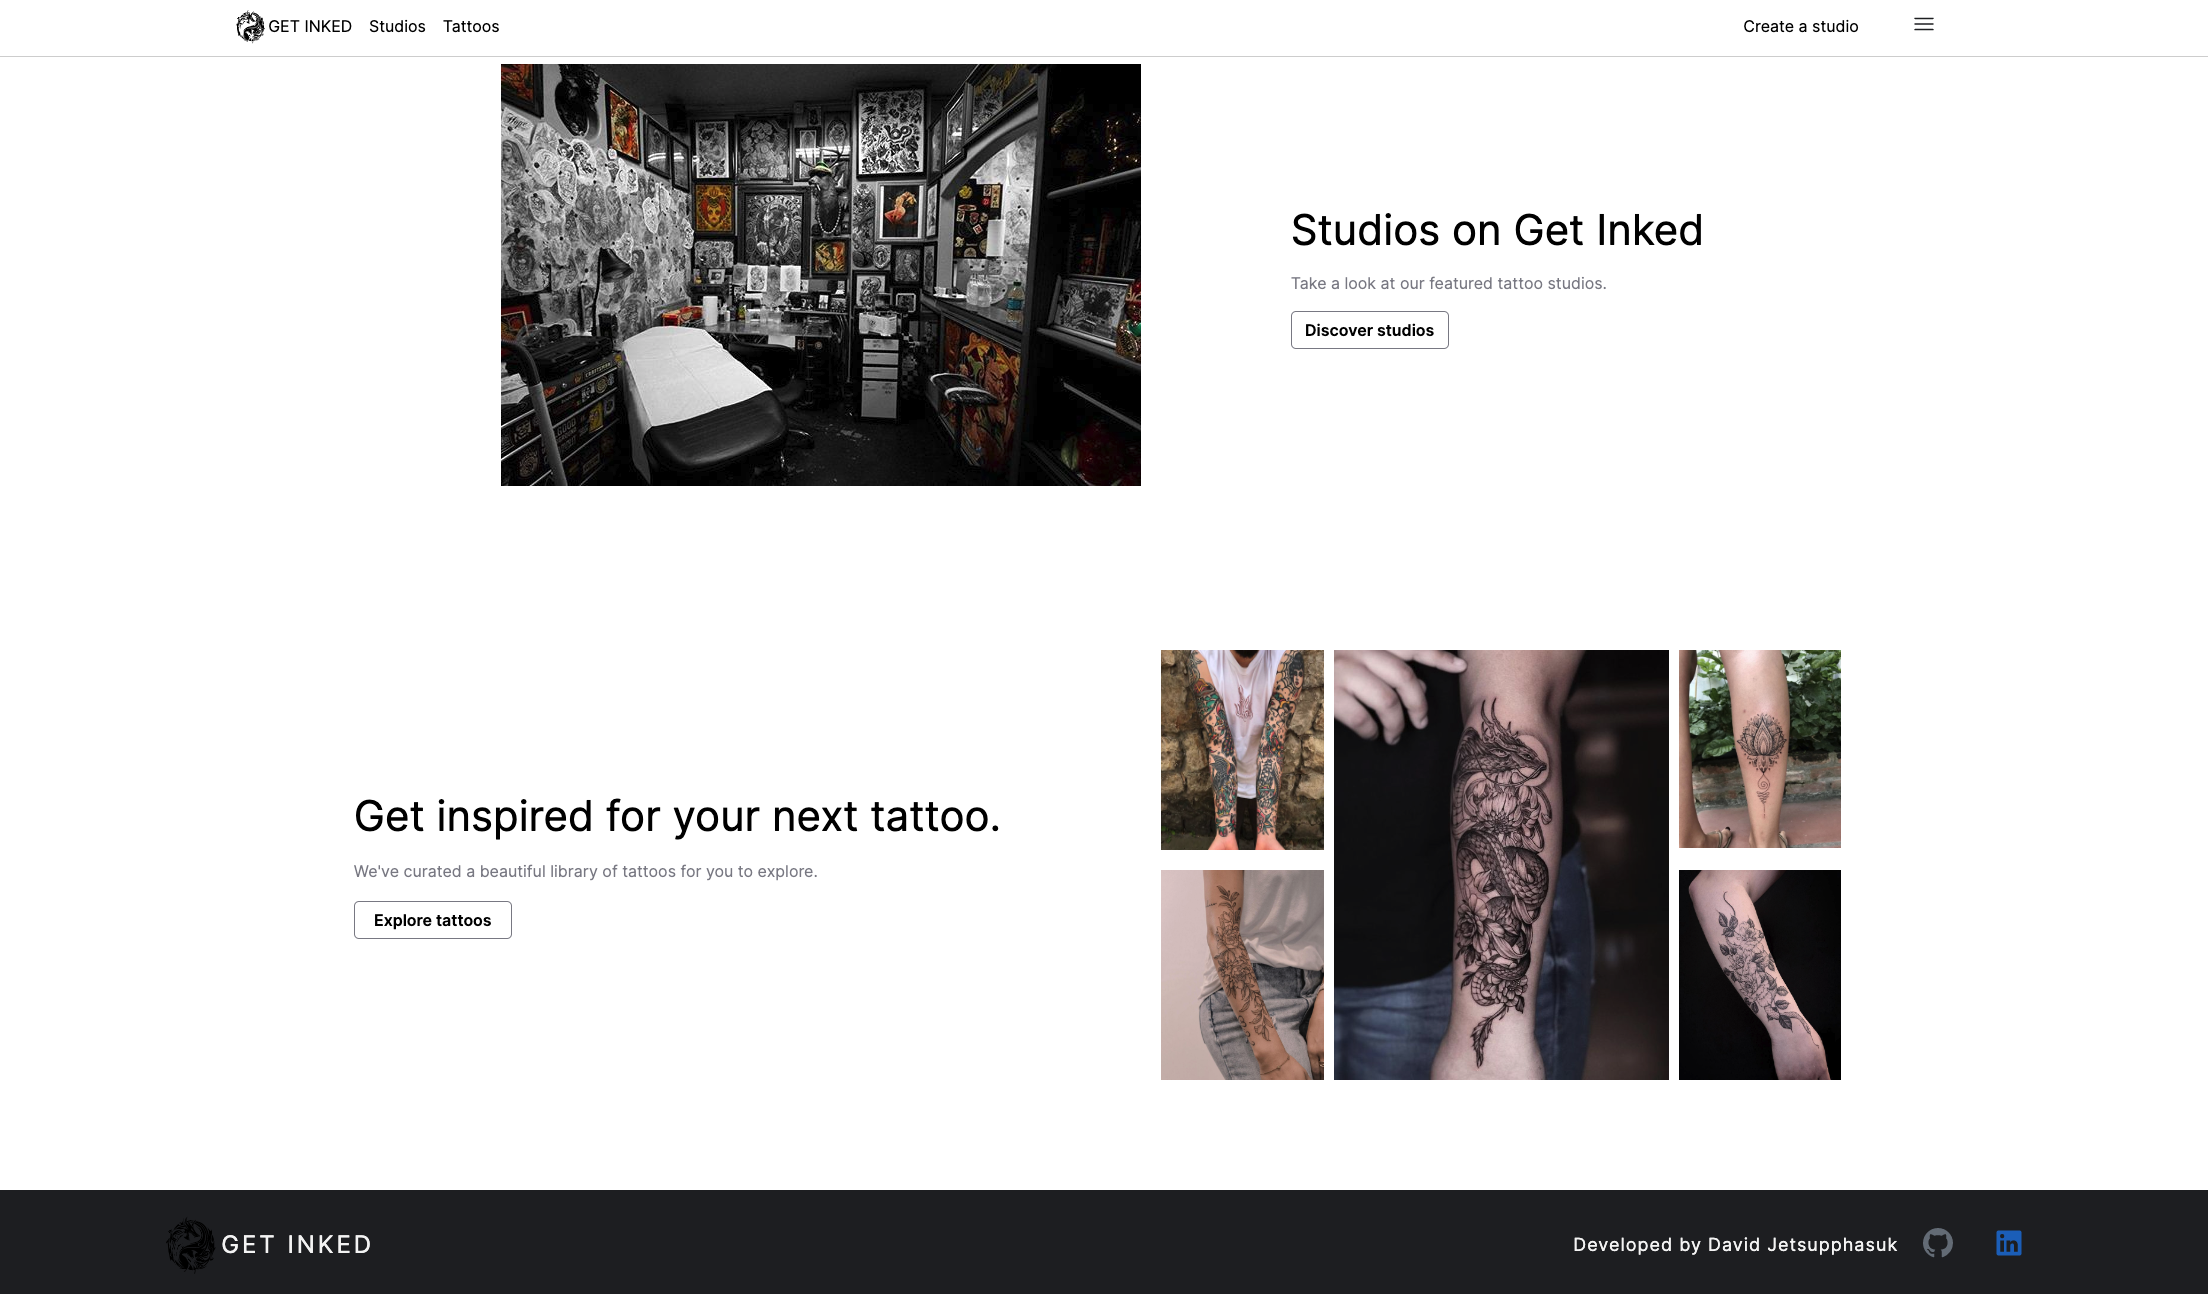 GET INKED Studios Tattoos Create a studio
Studios on Get Inked
Take a look at our featured tattoo studios.
Discover studios
Get inspired for your next tattoo.
We've curated a beautiful library of tattoos for you to explore.
Explore tattoos
GET INKED Developed by David Jetsupphasuk